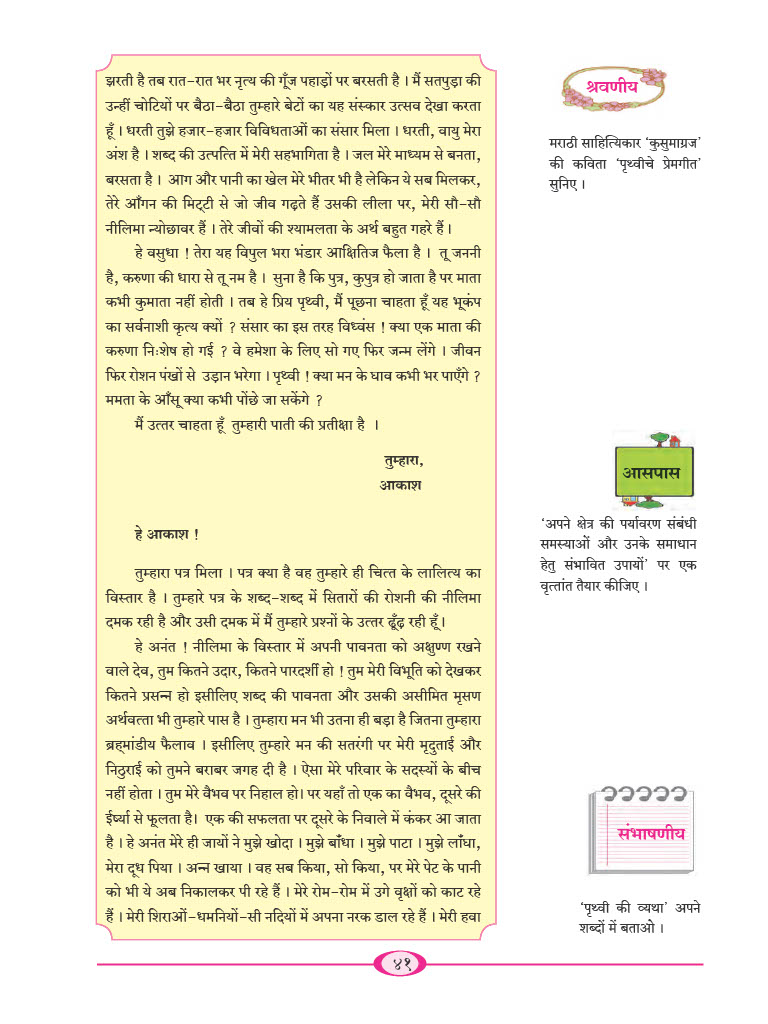 झरती है तब रात-रात भर नृत्य की गूँज पहाड़ों पर बरसती है । मैं सतपुड़ा की
उन्हीं चोटियों पर बैठा-बैठा तुम्हारे बेटों का यह संस्कार उत्सव देखा करता
हूँ । धरती तुझे हजार-हजार विविधताओं का संसार मिला । धरती, वायु मेरा
अंश है । शब्द की उत्पत्ति में मेरी सहभागिता है । जल मेरे माध्यम से बनता,
बरसता है । आग और पानी का खेल मेरे भीतर भी है लेकिन ये सब मिलकर,
तेरे आँगन की मिट्टी से जो जीव गढ़ते हैं उसकी लीला पर, मेरी सौ-सौ
नीलिमा न्योछावर हैं । तेरे जीवों की श्यामलता के अर्थ बहुत गहरे हैं ।
हे वसुधा ! तेरा यह विपुल भरा भंडार आक्षितिज फैला है । तू जननी
है, करुणा की धारा से तू नम है । सुना है कि पुत्र, कुपुत्र हो जाता है पर माता
कभी कुमाता नहीं होती । तब हे प्रिय पृथ्वी, मैं पूछना चाहता हूँ यह भूकंप
का सर्वनाशी कृत्य क्यों ? संसार का इस तरह विध्वंस ! क्या एक माता की
करुणा निःशेष हो गई ? वे हमेशा के लिए सो गए फिर जन्म लेंगे । जीवन
फिर रोशन पंखों से उड़ान भरेगा । पृथ्वी ! क्या मन के घाव कभी भर पाएँगे ?
ममता के आँसू क्या कभी पोंछे जा सकेंगे ?
मैं उत्तर चाहता हूँ तुम्हारी पाती की प्रतीक्षा है ।
तुम्हारा,
आकाश
हे आकाश !
तुम्हारा पत्र मिला । पत्र क्या है वह तुम्हारे ही चित्त के लालित्य का
विस्तार है । तुम्हारे पत्र के शब्द-शब्द में सितारों की रोशनी की नीलिमा
दमक रही है और उसी दमक में मैं तुम्हारे प्रश्नों के उत्तर ढूँढ़ रही हूँ ।
हे अनंत ! नीलिमा के विस्तार में अपनी पावनता को अक्षुण्ण रखने
वाले देव, तुम कितने उदार, कितने पारदर्शी हो ! तुम मेरी विभूति को देखकर
कितने प्रसन्न हो इसीलिए शब्द की पावनता और उसकी असीमित मृसण
अर्थवत्ता भी तुम्हारे पास है । तुम्हारा मन भी उतना ही बड़ा है जितना तुम्हारा
ब्रह्मांडीय फैलाव । इसीलिए तुम्हारे मन की सतरंगी पर मेरी मृदुताई और
निठुराई को तुमने बराबर जगह दी है । ऐसा मेरे परिवार के सदस्यों के बीच
नहीं होता । तुम मेरे वैभव पर निहाल हो। पर यहाँ तो एक का वैभव, दूसरे की
ईर्ष्या से फूलता है। एक की सफलता पर दूसरे के निवाले में कंकर आ जाता
है । हे अनंत मेरे ही जायों ने मुझे खोदा । मुझे बाँधा । मुझे पाटा । मुझे लाँघा,
मेरा दूध पिया । अन्न खाया । वह सब किया, सो किया, पर मेरे पेट के पानी
को भी ये अब निकालकर पी रहे हैं । मेरे रोम-रोम में उगे वृक्षों को काट रहे
हैं । मेरी शिराओं-धमनियों-सी नदियों में अपना नरक डाल रहे हैं । मेरी हवा
श्रवणीय
मराठी साहित्यिकार ‘कुसुमाग्रज’
की कविता ‘पृथ्वीचे प्रेमगीत’
सुनिए ।
आसपास
‘अपने क्षेत्र की पर्यावरण संबंधी
समस्याओं और उनके समाधान
हेतु संभावित उपायों’ पर एक
वृत्तांत तैयार कीजिए ।
संभाषणीय
‘पृथ्वी की व्यथा’ अपने
शब्दों में बताओ ।
४१